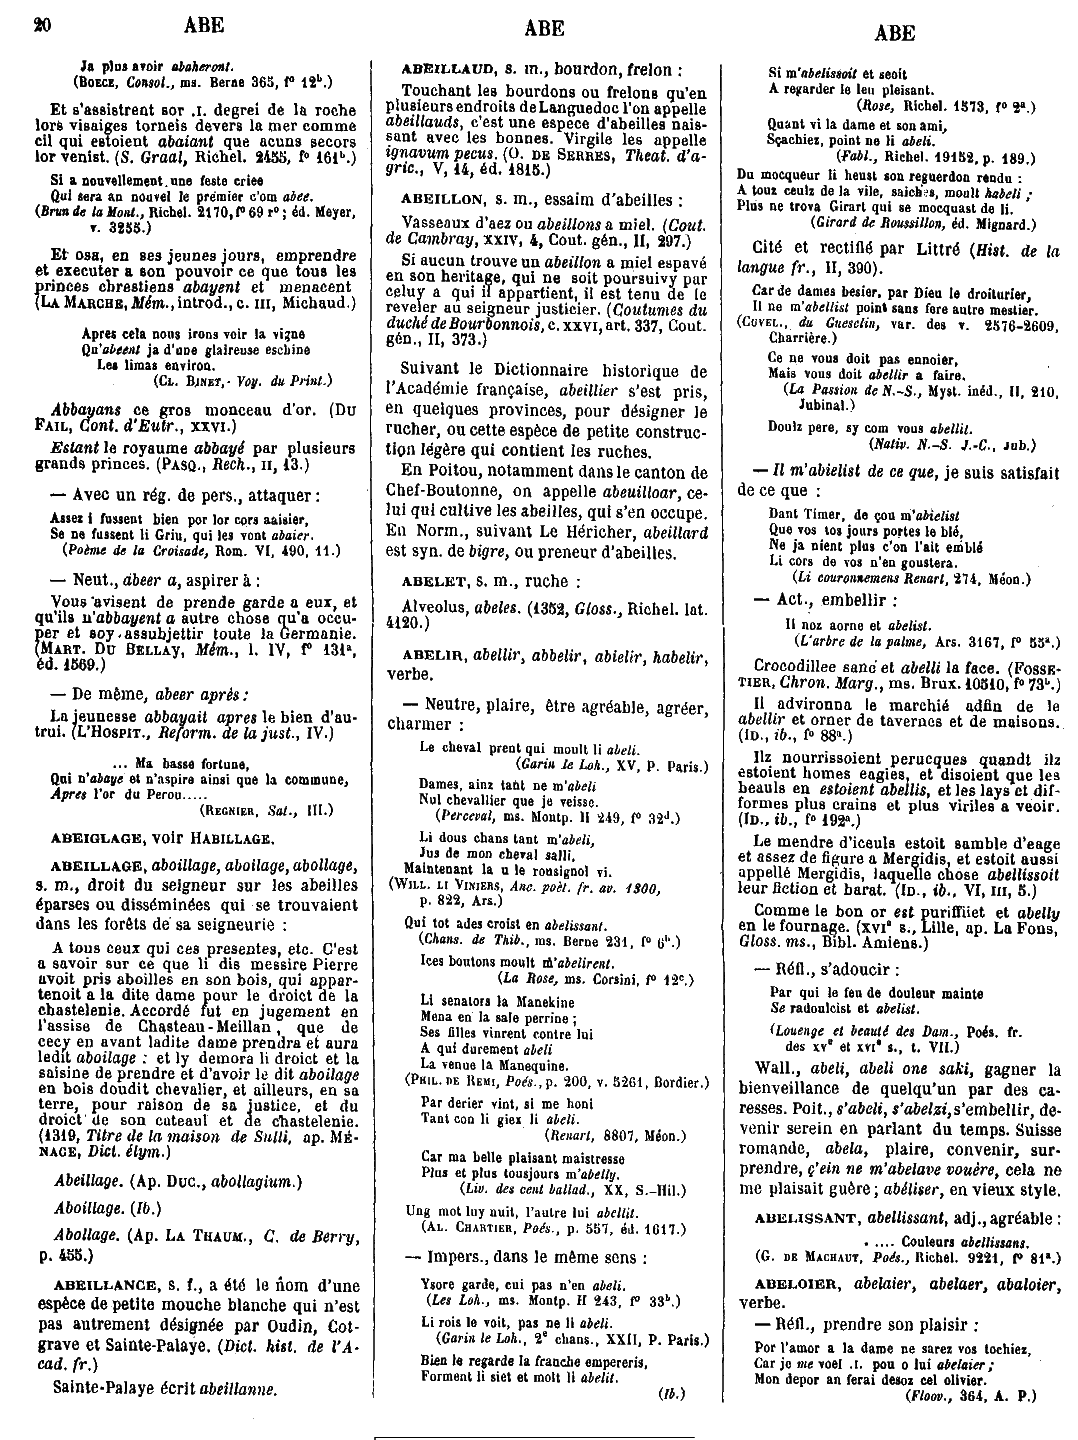 20 ABE
ABE
ABE
Ja plus avoir abaheront.
(BOECE, Consol., ms. Berne 365, fº 12b.)
Et s'assistrent sor .I. degrei de la roche
lors visaiges torneis devers la mer comme
cil qui estoient abaiant que acuns secors
lor venist. (S. Graal, Richel. 2455, fº 161b.)
Si a nouvellement une feste criee
Qui sera an nouvel le premier c'om abee.
(Brun de la Mont., Richel. 2170, fº 69 rº; éd. Meyer,
v. 3255.)
Et osa, en ses jeunes jours, emprendre
et executer a son pouvoir ce que tous les
princes chrestiens abayent et menacent
(LA MARCHE, Mém., introd., c. III, Michaud.)
Apres cela nous irons voir la vigne
Qu'abeent ja d'une glaireuse eschine
Les limas environ.
(CL. BINET, Voy. du Print.)
Abbayans ce gros monceau d'or. (DU
FAIL, Cont. d'Eutr., XXVI.)
Estant le royaume abbayé par plusieurs
grands princes. (PASQ., Rech., II, 13.)
— Avec un rég. de pers., attaquer :
Assez i fussent bien por lor cors aaisier,
Se ne fussent li Griu, qui les vont abaier.
(Poème de la Croisade, Rom. VI, 490, 11.)
— Neut., abeer a, aspirer à :
Vous avisent de prende garde a eux, et
qu'ils n'abbayent a autre chose qu'a occu-
per et soy assubjettir toute la Germanie.
(MART. DU BELLAY, Mém., l. IV, fº 131a,
éd. 1569.)
— De même, abeer après :
La jeunesse abbayait apres le bien d'au-
trui. (L'HOSPIT., Reform. de la just., IV.)
... Ma basse fortune,
Qui n'abaye et n'aspire ainsi que la commune,
Apres l'or du Perou.....
(REGNIER, Sat., III.)
ABEIGLAGE, voir HABILLAGE.
ABEILLAGE, aboillage, aboilage, abollage,
s. m., droit du seigneur sur les abeilles
éparses ou disséminées qui se trouvaient
dans les forêts de sa seigneurie :
A tous ceux qui ces presentes, etc. C'est
a savoir sur ce que li dis messire Pierre
avoit pris aboilles en son bois, qui appar-
tenoit a la dite dame pour le droict de la
chastelenie. Accordé fut en jugement en
l'assise de Chasteau-Meillan, que de
cecy en avant ladite dame prendra et aura
ledit aboilage : et ly demora li droict et la
saisine de prendre et d'avoir le dit aboilage
en bois doudit chevalier, et ailleurs, en sa
terre, pour raison de sa justice, et du
droict de son cuteaul et de chastelenie.
(1319, Titre de la maison de Sulli, ap. MÉ-
NAGE, Dict. élym.)
Abeillage. (Ap. DUC., abollagium.)
Aboillage. (Ib.)
Abollage. (Ap. LA THAUM., C. de Berry,
p. 455.)
ABEILLANCE, s. f., a été le nom d'une
espèce de petite mouche blanche qui n'est
pas autrement désignée par Oudin, Cot-
grave et Sainte-Palaye. (Dict. hist. de l'A-
cad. fr.)
Sainte-Palaye écrit abeillanne.
ABEILLAUD, s. m., bourdon, frelon :
Touchant les bourdons ou frelons qu'en
plusieurs endroits de Languedoc l'on appelle
abeillauds, c'est une espece d'abeilles nais-
sant avec les bonnes. Virgile les appelle
ignavum pecus. (O. DE SERRES, Theat. d'a-
gric., V, 14, éd. 1815.)
ABEILLON, s. m., essaim d'abeilles :
Vasseaux d'aez ou abeillons a miel. (Cout.
de Cambray, XXIV, 4, Cout. gén., II, 297.)
Si aucun trouve un abeillon a miel espavé
en son heritage, qui ne soit poursuivy par
celuy a qui il appartient, il est tenu de le
reveler au seigneur justicier. (Coutumes du
duché de Bourbonnois, c. XXVI, art. 337, Cout.
gén., II, 373.)
Suivant le Dictionnaire historique de
l'Académie française, abeillier s'est pris,
en quelques provinces, pour désigner le
rucher, ou cette espèce de petite construc-
tion légère qui contient les ruches.
En Poitou, notamment dans le canton de
Chef-Boutonne, on appelle abeuilloar, ce-
lui qui cultive les abeilles, qui s'en occupe.
En Norm., suivant Le Héricher, abeillard
est syn. de bigre, ou preneur d'abeilles.
ABELET, s. m., ruche :
Alveolus, abeles. (1352, Gloss., Richel. lat.
4120.)
ABELIR, abellir, abbelir, abielir, habelir,
verbe.
— Neutre, plaire, être agréable, agréer,
charmer :
Le cheval prent qui moult li abeli.
(Garin le Loh., XV, P. Paris.)
Dames, ainz tant ne m'abeli
Nul chevallier que je veisse.
(Perceval, ms. Montp. H 249, fº 32d.)
Li dous chans tant m'abeli,
Jus de mon cheval salli,
Maintenant la u le rousignol vi.
(WILL. LI VINIERS, Anc. poèt. fr. av. 1300,
p. 822, Ars.)
Qui tot ades croist en abelissant.
(Chans. de Thib., ms. Berne 231, fº 6b.)
Ices boutons moult m'abelirent.
(La Rose, ms. Corsini, fº 12c.)
Li senators la Manekine
Mena en la sale perrine ;
Ses filles vinrent contre lui
A qui durement abeli
La venue la Manequine.
(PHIL. DE REMI, Poés., p. 200, v. 5261, Bordier.)
Par derier vint, si me honi
Tant con li giex li abeli.
(Renart, 8807, Méon.)
Car ma belle plaisant maistresse
Plus et plus tousjours m'abelly.
(Liv. des cent ballad., XX, S.-Hil.)
Ung mot luy nuit, l'autre lui abellit.
(AL. CHARTIER, Poés., p. 557, éd. 1617.)
— Impers., dans le même sens :
Ysore garde, cui pas n'en abeli.
(Les Loh., ms. Montp. H 243, fº 33b.)
Li rois le voit, pas ne li abeli.
(Garin le Loh., 2e chans., XXII, P. Paris.)
Bien le regarde la franche empereris,
Forment li siet et molt li abelit.
(Ib.)
Si m'abelissoit et seoit
A regarder le leu pleisant.
(Rose, Richel. 1573, fº 2a.)
Quant vi la dame et son ami,
Sçachiez, point ne li abeli.
(Fabl., Richel. 19152, p. 189.)
Du mocqueur li heust son reguerdon rendu :
A touz ceulz de la vile, saichés, moult habeli ;
Plus ne trova Girart qui se mocquast de li.
(Girard de Roussillon, éd. Mignard.)
Cité et rectifié par Littré (Hist. de la
langue fr., II, 390).
Car de dames besier, par Dieu le droiturier,
Il ne m'abellist point sans fore autre mestier.
(CUVEL., du Guesclin, var. des v. 2576-2609,
Charrière.)
Ce ne vous doit pas ennoier,
Mais vous doit abellir a faire.
(La Passion de N.-S., Myst. inéd., II, 210,
Jubinal.)
Doulz pere, sy com vous abellit.
(Nativ. N.-S. J.-C., Jub.)
— Il m'abielist de ce que, je suis satisfait
de ce que :
Dant Timer, de çou m'abielist
Que vos tos jours portes le blé,
Ne ja nient plus c'on l'ait emblé
Li cors de vos n'en goustera.
(Li couronnemens Renart, 274, Méon.)
— Act., embellir :
Il noz aorne et abelist.
(L'arbre de la palme, Ars. 3167, fº 55a.)
Crocodillee sanc et abelli la face. (FOSSE-
TIER, Chron. Marg., ms. Brux. 10510, fº 73b.)
Il advironna le marchié adfin de le
abellir et orner de tavernes et de maisons.
(ID., ib., fº 88a.)
Ilz nourrissoient perucques quandt ilz
estoient homes eagies, et disoient que les
beauls en estoient abellis, et les lays et dif-
formes plus crains et plus viriles a veoir.
(ID., ib., fº 192a.)
Le mendre d'iceuls estoit samble d'eage
et assez de figure a Mergidis, et estoit aussi
appellé Mergidis, laquelle chose abellissoit
leur fiction et barat. (ID., ib., VI, III, 5.)
Comme le bon or est puriffiiet et abelly
en le fournage. (XVIe s., Lille, ap. La Fons,
Gloss. ms., Bibl. Amiens.)
— Réfl., s'adoucir :
Par qui le feu de douleur mainte
Se radoulcist et abelist.
(Louenge et beauté des Dam., Poés. fr.
des xve et xvie s., t. VII.)
Wall., abeli, abeli one saki, gagner la
bienveillance de quelqu'un par des ca-
resses. Poit., s'abeli, s'abelzi, s'embellir, de-
venir serein en parlant du temps. Suisse
romande, abela, plaire, convenir, sur-
prendre, ç'ein ne m'abelave vouère, cela ne
me plaisait guère ; abéliser, en vieux style.
ABELISSANT, abellissant, adj., agréable :
..... Couleurs abellissans.
(G. DE MACHAUT, Poés., Richel. 9221, fº 81a.)
ABELOIER, abelaier, abelaer, abaloier,
verbe.
— Réfl., prendre son plaisir :
Por l'amor a la dame ne sarez vos tochiez,
Car je me voel .I. pou o lui abelaier ;
Mon depor an ferai desoz cel olivier.
(Floov., 364, A. P.)